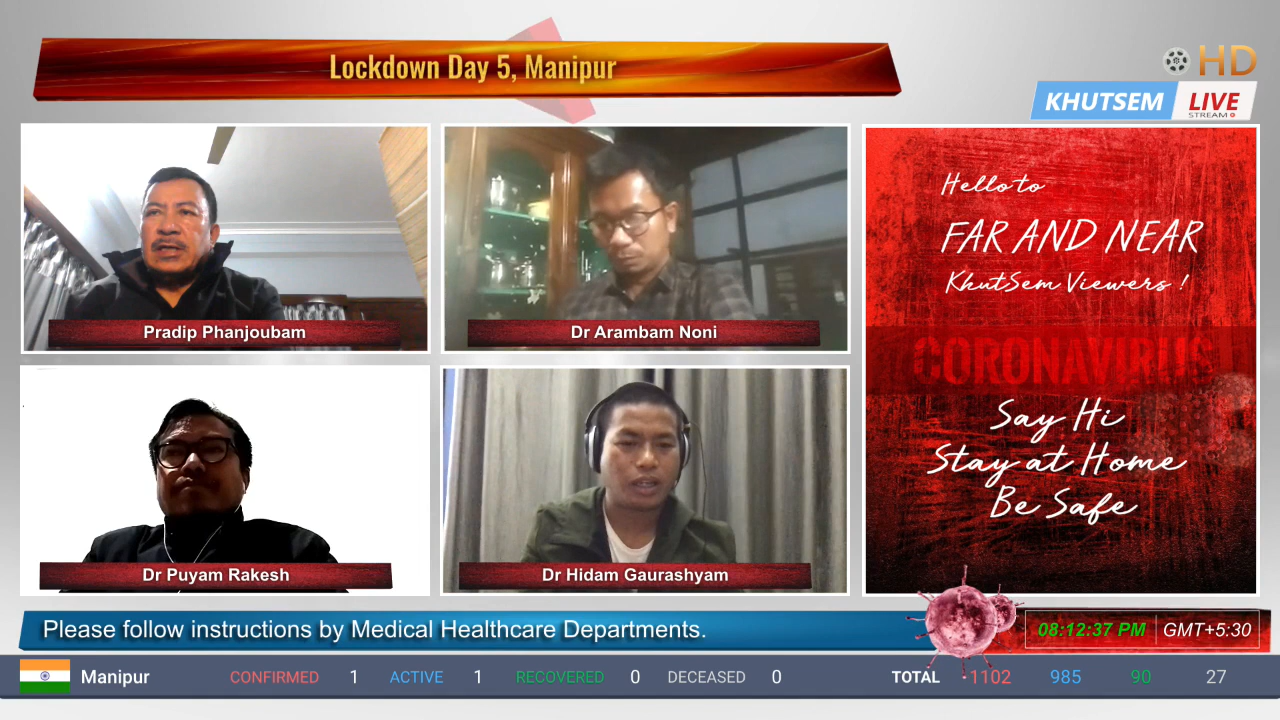 Lockdown Day 5, Manipur
HD
KHUTSEM LIVE
STREAM
Pradip Phanjoubam
Dr Arambam Noni
Hello to
FAR AND NEAR
KhutSem Viewers !
CORONAVIRUS
Say Hi
Stay at Home
Be Safe
Dr Puyam Rakesh
Dr Hidam Gaurashyam
Please follow instructions by Medical Healthcare Departments.
08:12:37 PM GMT+5:30
Manipur CONFIRMED 1 ACTIVE 1 RECOVERED 0 DECEASED 0 TOTAL •1102 985 90 27